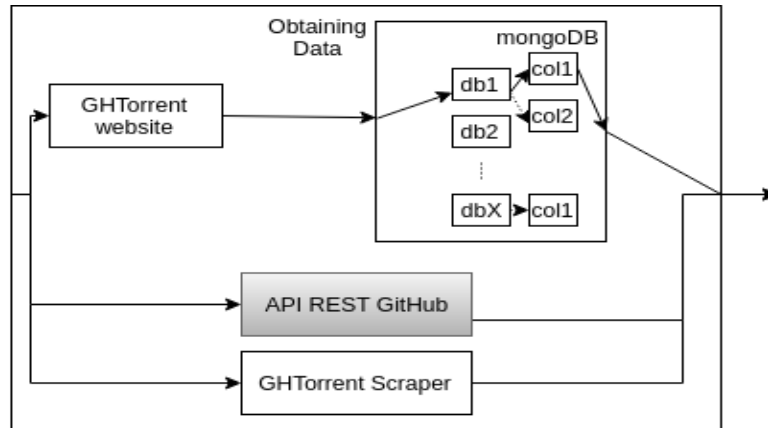 Obtaining
Data
mongoDB
GHTorrent
website
db1
col1
col2
db2
dbX
col1
API REST GitHub
GHTorrent Scraper